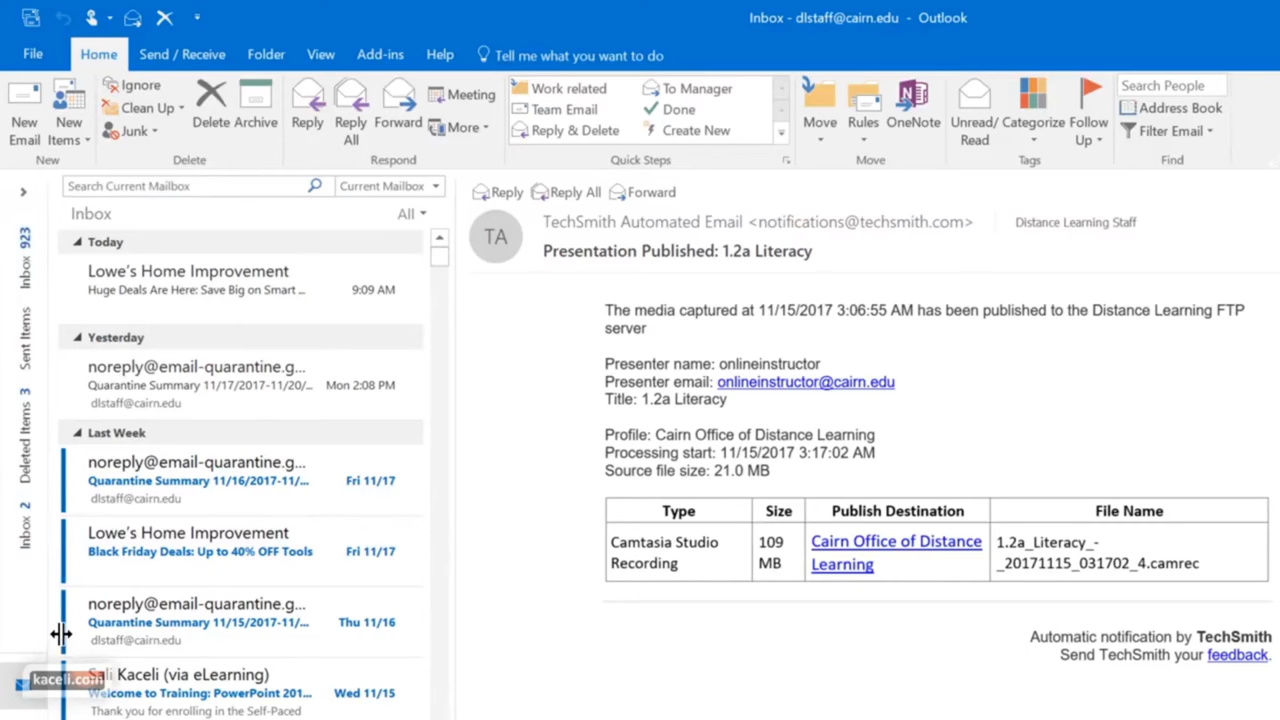 Inbox - dlstaff@cairn.edu - Outlook
File Home Send / Receive Folder View Add-ins Help Tell me what you want to do
New Email
New Items
Ignore
Clean Up
Junk
Delete
Archive
Reply
Reply All
Forward
Meeting
More
Work related
Team Email
Reply & Delete
To Manager
Done
Create New
Move
Rules
OneNote
Unread/ Read
Categorize
Follow Up
Search People
Address Book
Filter Email
New Delete Respond Quick Steps Move Tags Find
Inbox 923
Sent Items
Deleted Items 3
Inbox 2
Search Current Mailbox Current Mailbox
Inbox All
Today
Lowe's Home Improvement
Huge Deals Are Here: Save Big on Smart ... 9:09 AM
Yesterday
noreply@email-quarantine.g...
Quarantine Summary 11/17/2017-11/20/... Mon 2:08 PM
dlstaff@cairn.edu
Last Week
noreply@email-quarantine.g...
Quarantine Summary 11/16/2017-11/... Fri 11/17
dlstaff@cairn.edu
Lowe's Home Improvement
Black Friday Deals: Up to 40% OFF Tools Fri 11/17
noreply@email-quarantine.g...
Quarantine Summary 11/15/2017-11/... Thu 11/16
dlstaff@cairn.edu
Kaceli (via eLearning)
Welcome to Training: PowerPoint 201... Wed 11/15
Thank you for enrolling in the Self-Paced
kaceli.com
Reply Reply All Forward
TA
TechSmith Automated Email <notifications@techsmith.com> Distance Learning Staff
Presentation Published: 1.2a Literacy
The media captured at 11/15/2017 3:06:55 AM has been published to the Distance Learning FTP
server
Presenter name: onlineinstructor
Presenter email: onlineinstructor@cairn.edu
Title: 1.2a Literacy
Profile: Cairn Office of Distance Learning
Processing start: 11/15/2017 3:17:02 AM
Source file size: 21.0 MB
Type Size Publish Destination File Name
Camtasia Studio 109 Cairn Office of Distance 1.2a_Literacy_-
Recording MB Learning _20171115_031702_4.camrec
Automatic notification by TechSmith
Send TechSmith your feedback.